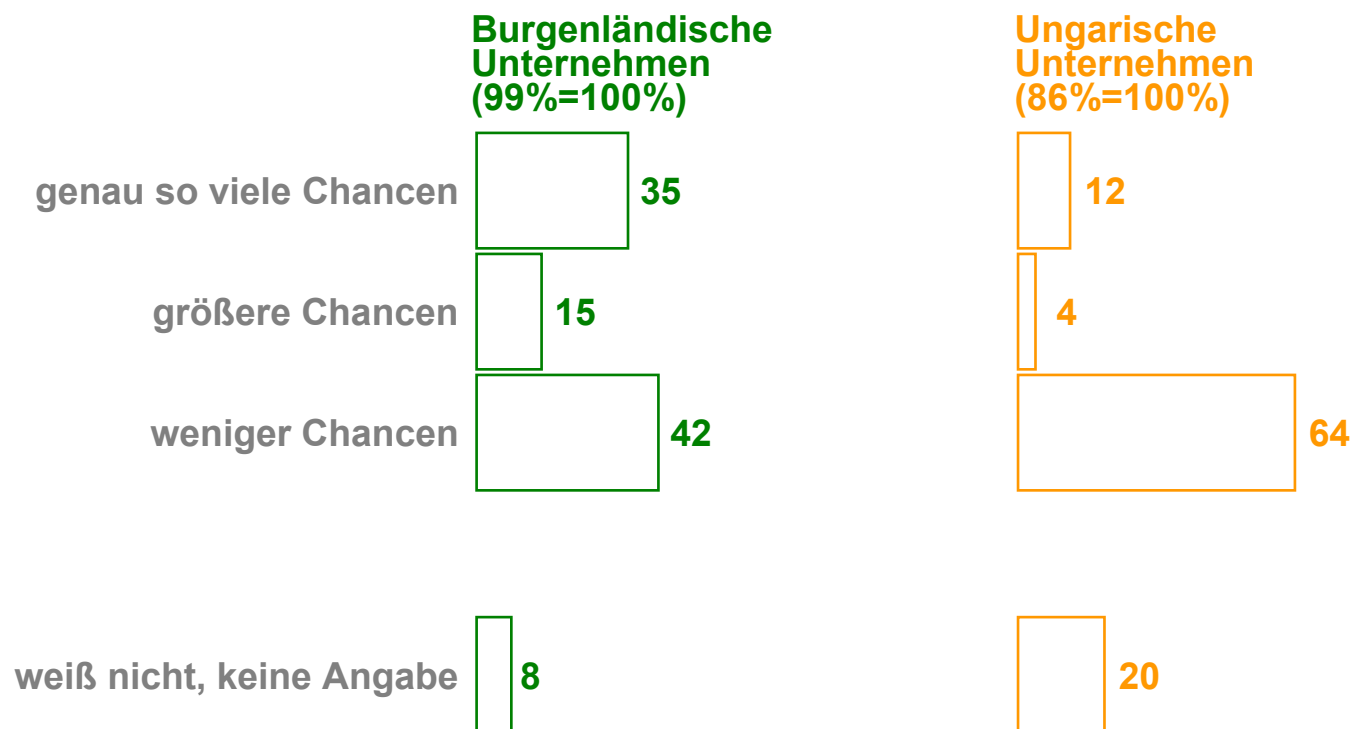 Burgenländische
Unternehmen
(99%=100%)
Ungarische
Unternehmen
(86%=100%)
genau so viele Chancen 35 12
größere Chancen 15 4
weniger Chancen 42 64
weiß nicht, keine Angabe 8 20